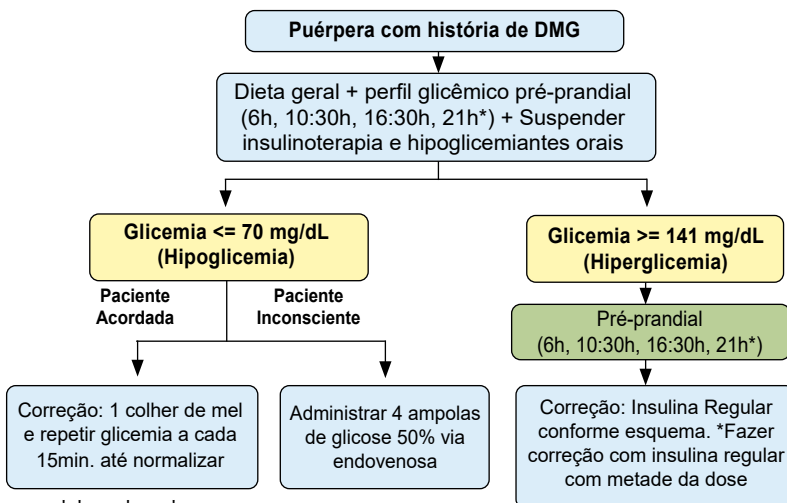 Puérpera com história de DMG
Dieta geral + perfil glicêmico pré-prandial
(6h, 10:30h, 16:30h, 21h*) + Suspender
insulinoterapia e hipoglicemiantes orais
Glicemia <= 70 mg/dL
(Hipoglicemia)
Glicemia >= 141 mg/dL
(Hiperglicemia)
Paciente
Acordada
Paciente
Inconsciente
Pré-prandial
(6h, 10:30h, 16:30h, 21h*)
Correção: 1 colher de mel
e repetir glicemia a cada
15min. até normalizar
Administrar 4 ampolas
de glicose 50% via
endovenosa
Correção: Insulina Regular
conforme esquema. *Fazer
correção com insulina regular
com metade da dose